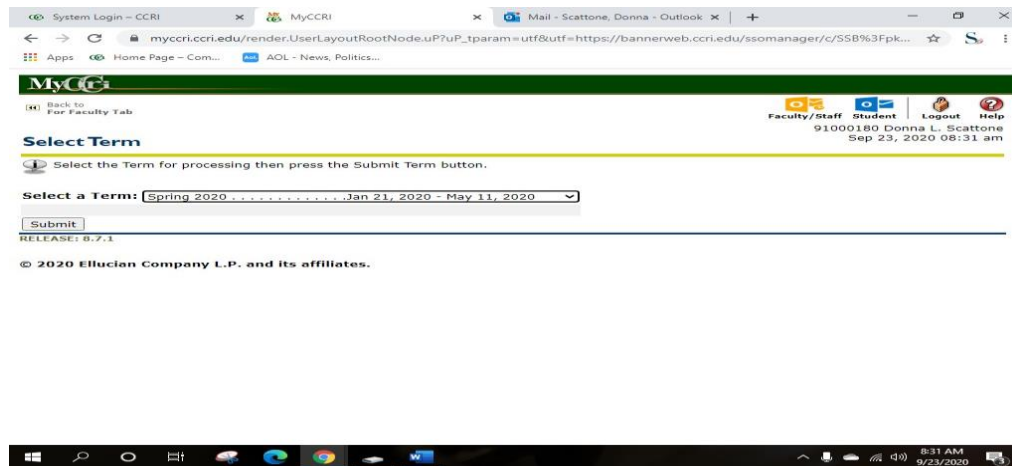 System Login – CCRI
MyCCRI
Mail - Scattone, Donna - Outlook
myccri.ccri.edu/render.UserLayoutRootNode.uP?uP_tparam=utf&utf=https://bannerweb.ccri.edu/ssomanager/c/SSB%3Fpk...
Apps Home Page – Com... AOL - News, Politics...
MyCCRi
Back to
For Faculty Tab
Faculty/Staff Student Logout Help
91000180 Donna L. Scattone
Sep 23, 2020 08:31 am
Select Term
Select the Term for processing then press the Submit Term button.
Select a Term: Spring 2020 . . . . . . . . . . . . .Jan 21, 2020 - May 11, 2020
Submit
RELEASE: 8.7.1
© 2020 Ellucian Company L.P. and its affiliates.
8:31 AM
9/23/2020